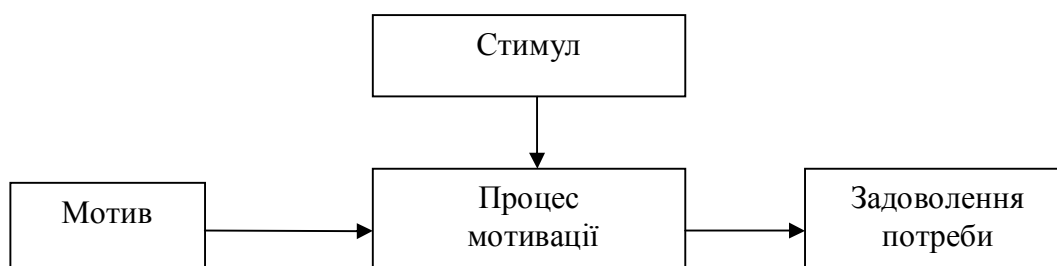 Стимул
Мотив
Процес
мотивації
Задоволення
потреби